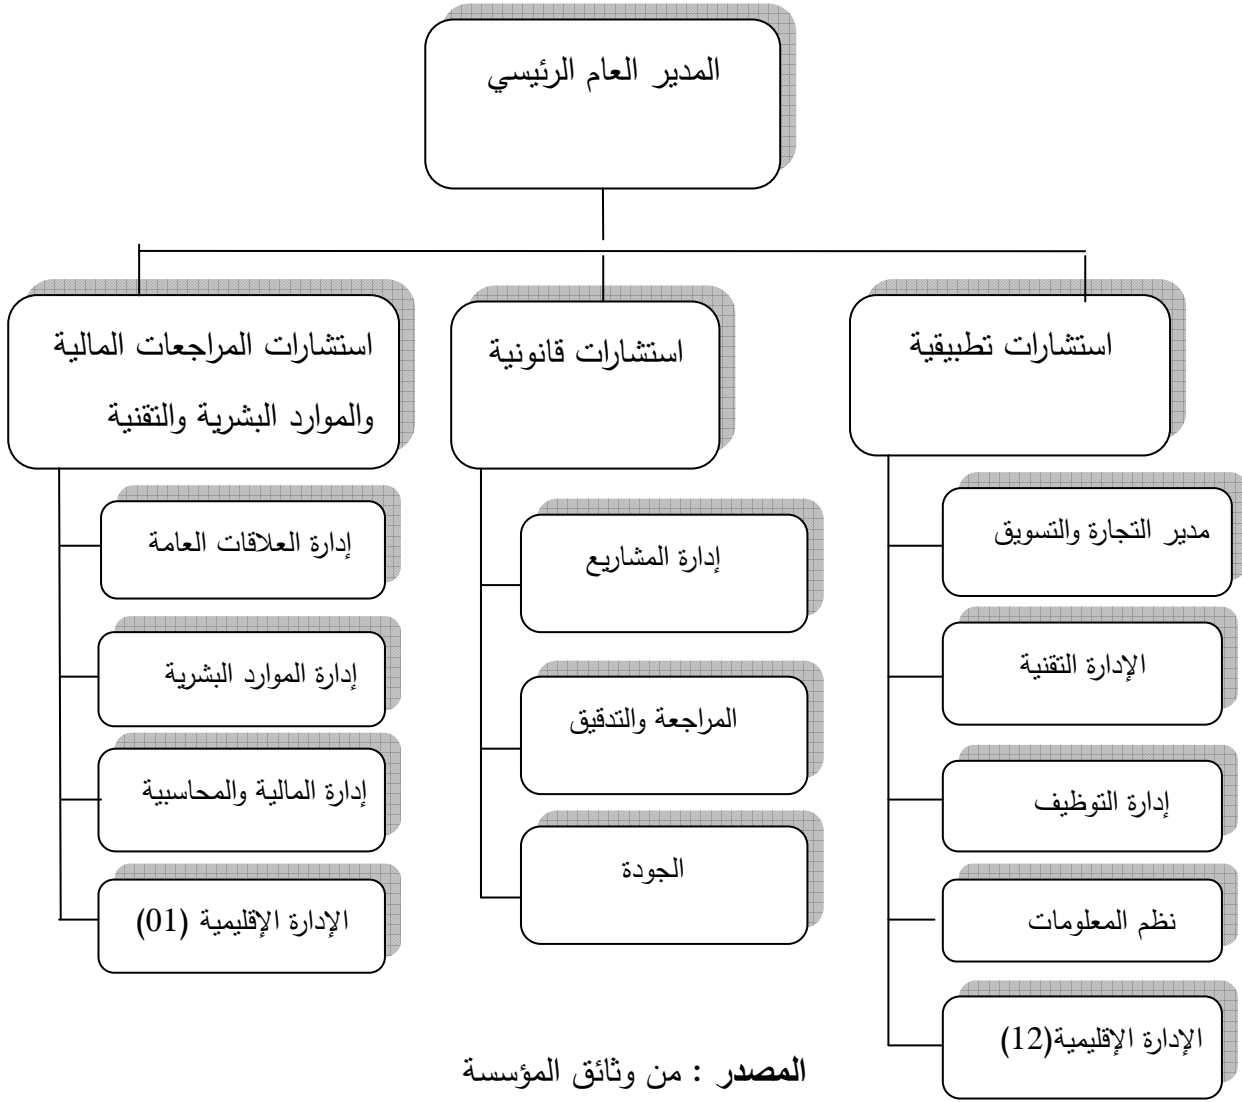 المدير العام الرئيسي
استشارات تطبيقية
مدير التجارة والتسويق
الإدارة التقنية
إدارة التوظيف
نظم المعلومات
الإدارة الإقليمية(12)
استشارات قانونية
إدارة المشاريع
المراجعة والتدقيق
الجودة
استشارات المراجعات المالية
والموارد البشرية والتقنية
إدارة العلاقات العامة
إدارة الموارد البشرية
إدارة المالية والمحاسبية
الإدارة الإقليمية (01)
المصدر : من وثائق المؤسسة